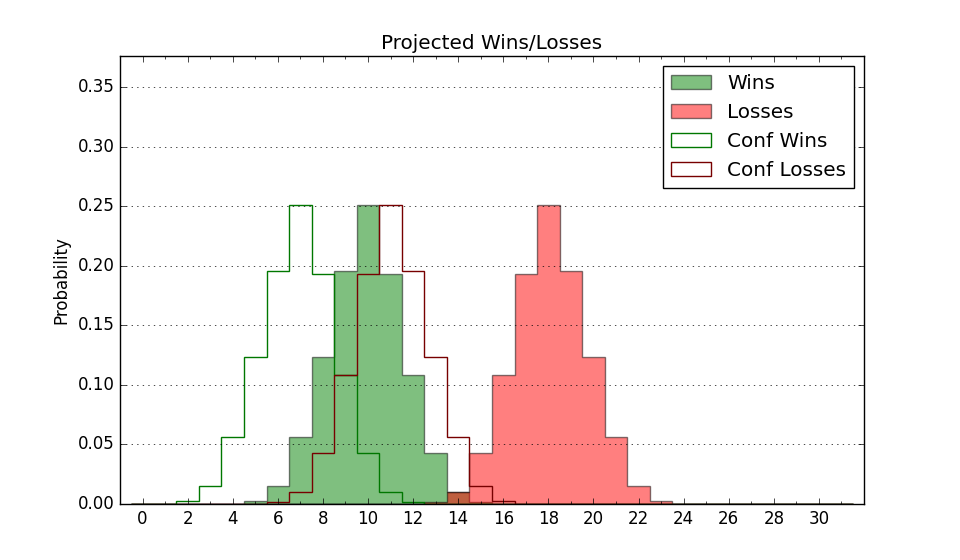 Projected Wins/Losses
Wins
Losses
Conf Wins
Conf Losses
Probability
0.35
0.30
0.25
0.20
0.15
0.10
0.05
0.00
0 2 4 6 8 10 12 14 16 18 20 22 24 26 28 30